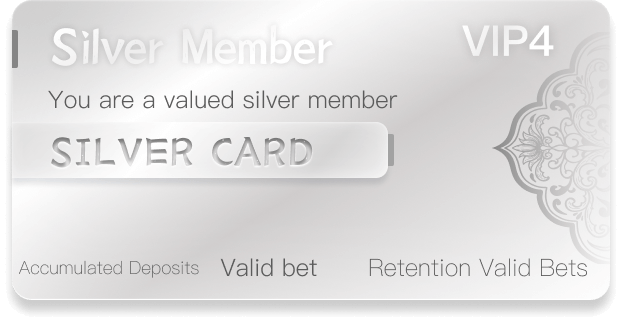 Silver Member
VIP4
You are a valued silver member
SILVER CARD
Accumulated Deposits Valid bet Retention Valid Bets